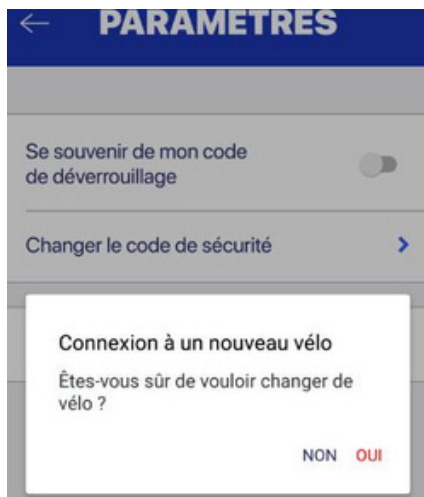 PARAMETRES
Se souvenir de mon code
de déverrouillage
Changer le code de sécurité
Connexion à un nouveau vélo
Êtes-vous sûr de vouloir changer de
vélo ?
NON OUI